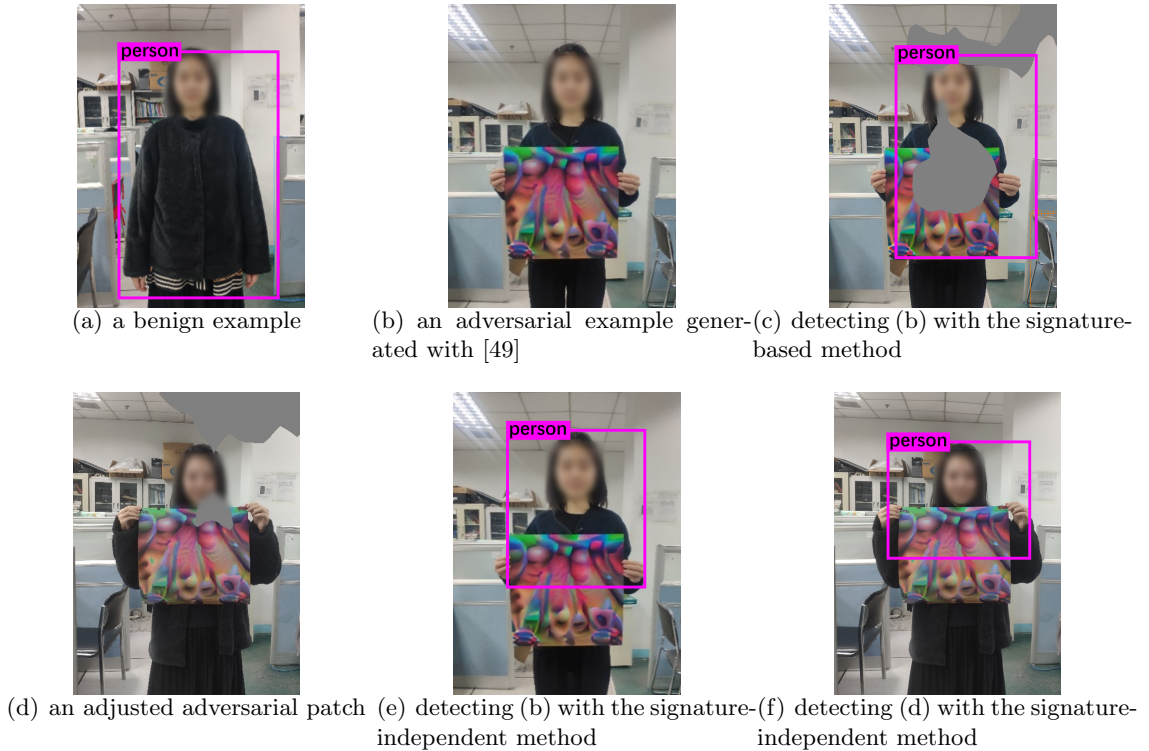 person
person
(a) a benign example
(b) an adversarial example gener-
ated with [49]
(c) detecting (b) with the signature-
based method
person
person
(d) an adjusted adversarial patch
(e) detecting (b) with the signature-
independent method
(f) detecting (d) with the signature-
independent method